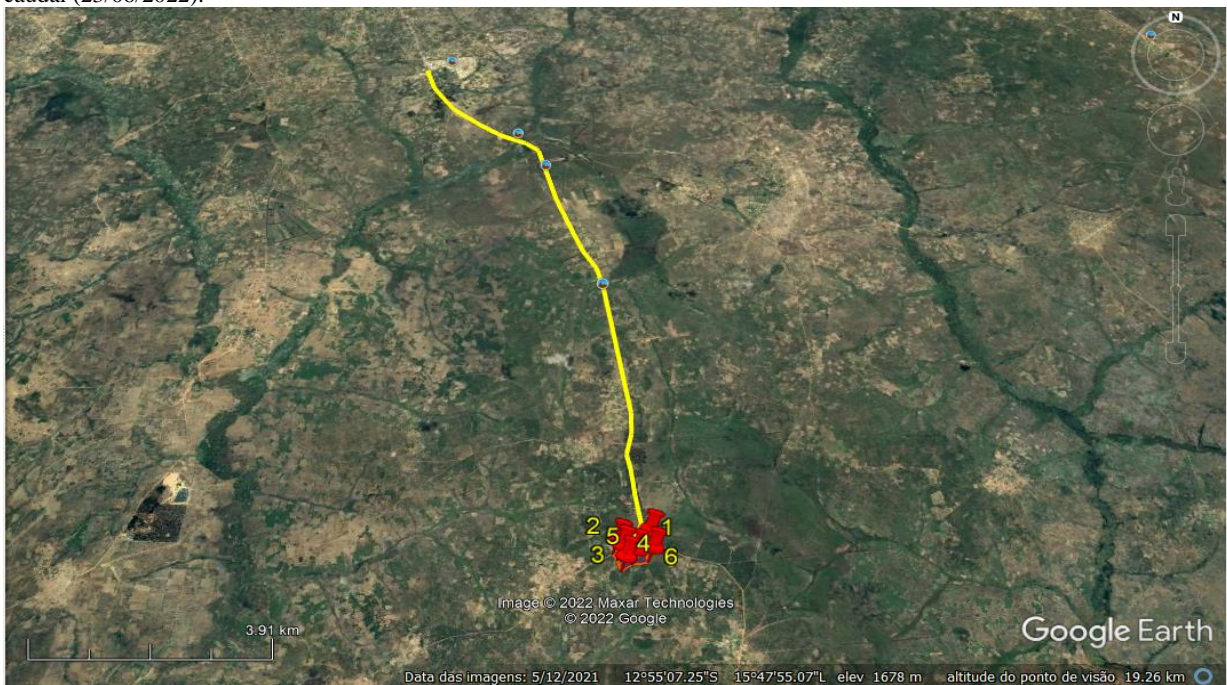 caudal (25/08/2022).
N
2
1
5
4
3
6
Image © 2022 Maxar Technologies
© 2022 Google
3.91 km
Google Earth
Data das imagens: 5/12/2021 12°55'07.25"S 15°47'55.07"L elev 1678 m altitude do ponto de visão 19.26 km